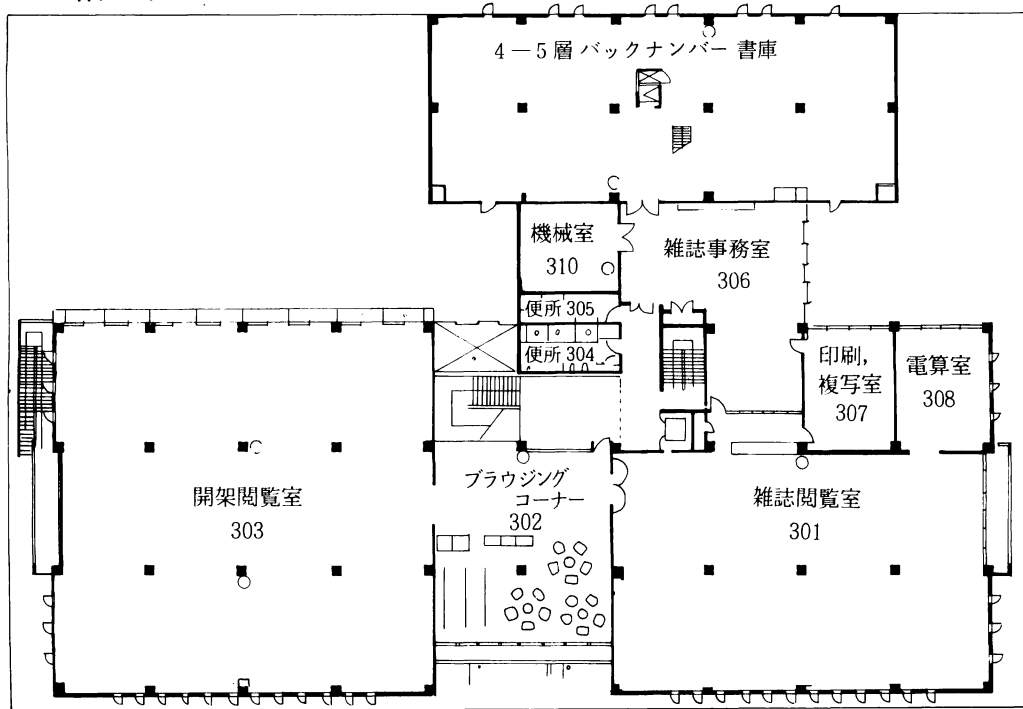 4－5層 バックナンバー 書庫
機械室
310
雑誌事務室
306
便所 305
便所 304
印刷,
複写室
307
電算室
308
開架閲覧室
303
ブラウジング
コーナー
302
雑誌閲覧室
301